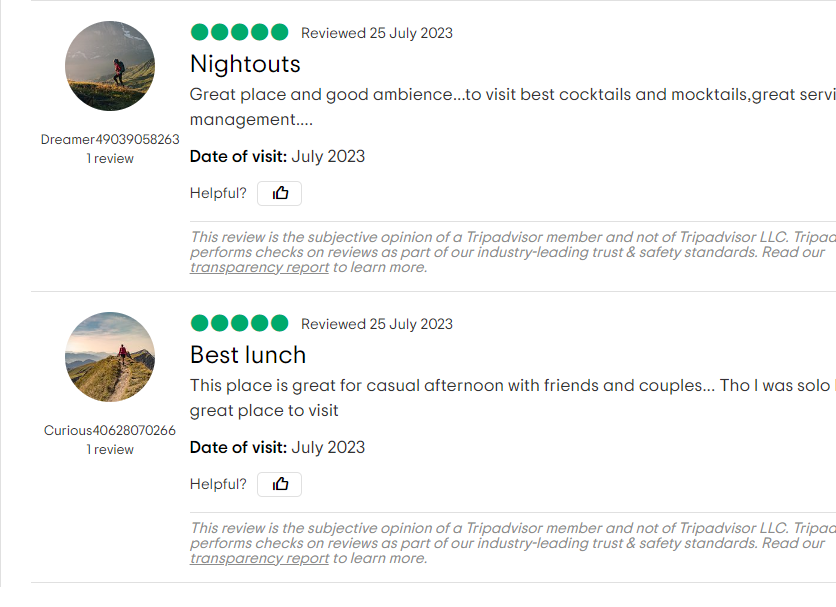 Reviewed 25 July 2023
Nightouts
Great place and good ambience...to visit best cocktails and mocktails,great servi
management....
Dreamer49039058263
1 review
Date of visit: July 2023
Helpful?
This review is the subjective opinion of a Tripadvisor member and not of Tripadvisor LLC. Tripad
performs checks on reviews as part of our industry-leading trust & safety standards. Read our
transparency report to learn more.
Reviewed 25 July 2023
Best lunch
This place is great for casual afternoon with friends and couples... Tho I was solo
great place to visit
Curious40628070266
1 review
Date of visit: July 2023
Helpful?
This review is the subjective opinion of a Tripadvisor member and not of Tripadvisor LLC. Tripad
performs checks on reviews as part of our industry-leading trust & safety standards. Read our
transparency report to learn more.